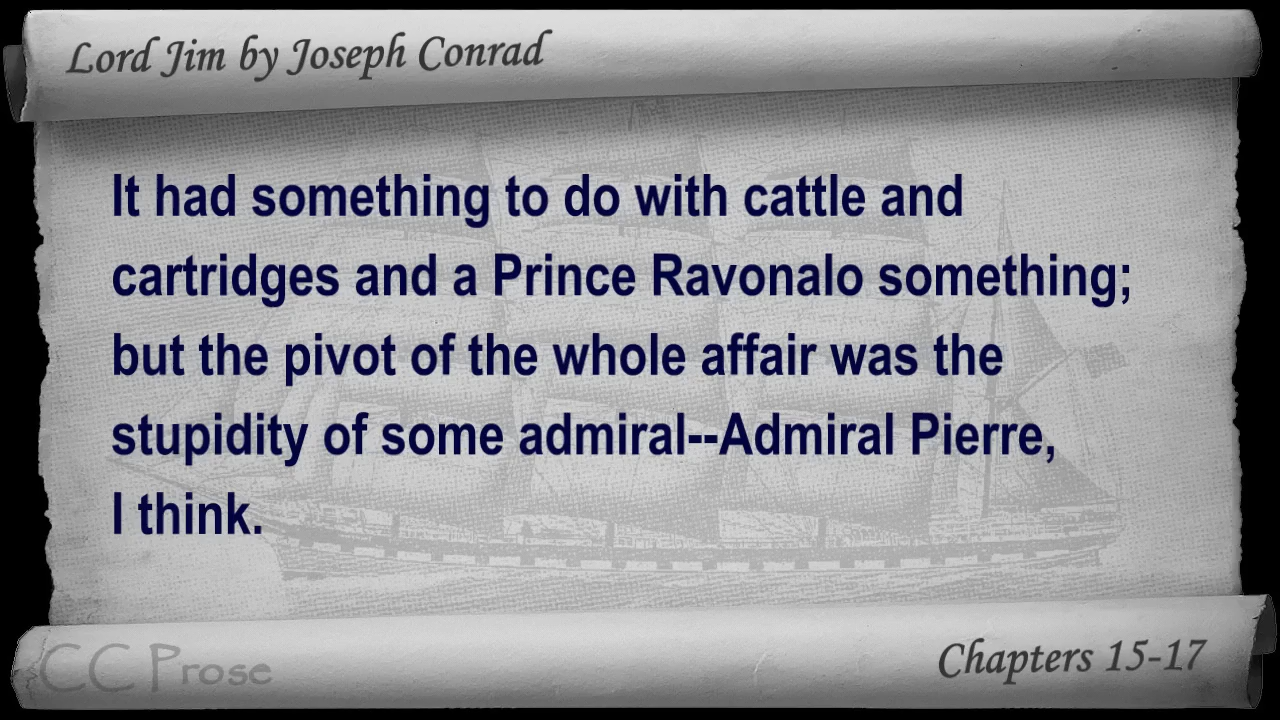 Lord Jim by Joseph Conrad
It had something to do with cattle and
cartridges and a Prince Ravonalo something;
but the pivot of the whole affair was the
stupidity of some admiral--Admiral Pierre,
I think.
CC Prose
Chapters 15-17